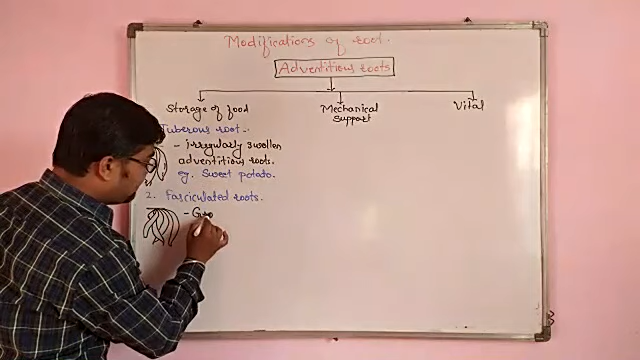 Modifications of root.
Adventitious roots
Storage of food
Mechanical support
Vital
Tuberous root.
- irregularly swollen
adventitious roots.
eg. Sweet potato.
2. Fasciculated roots.
- Gro